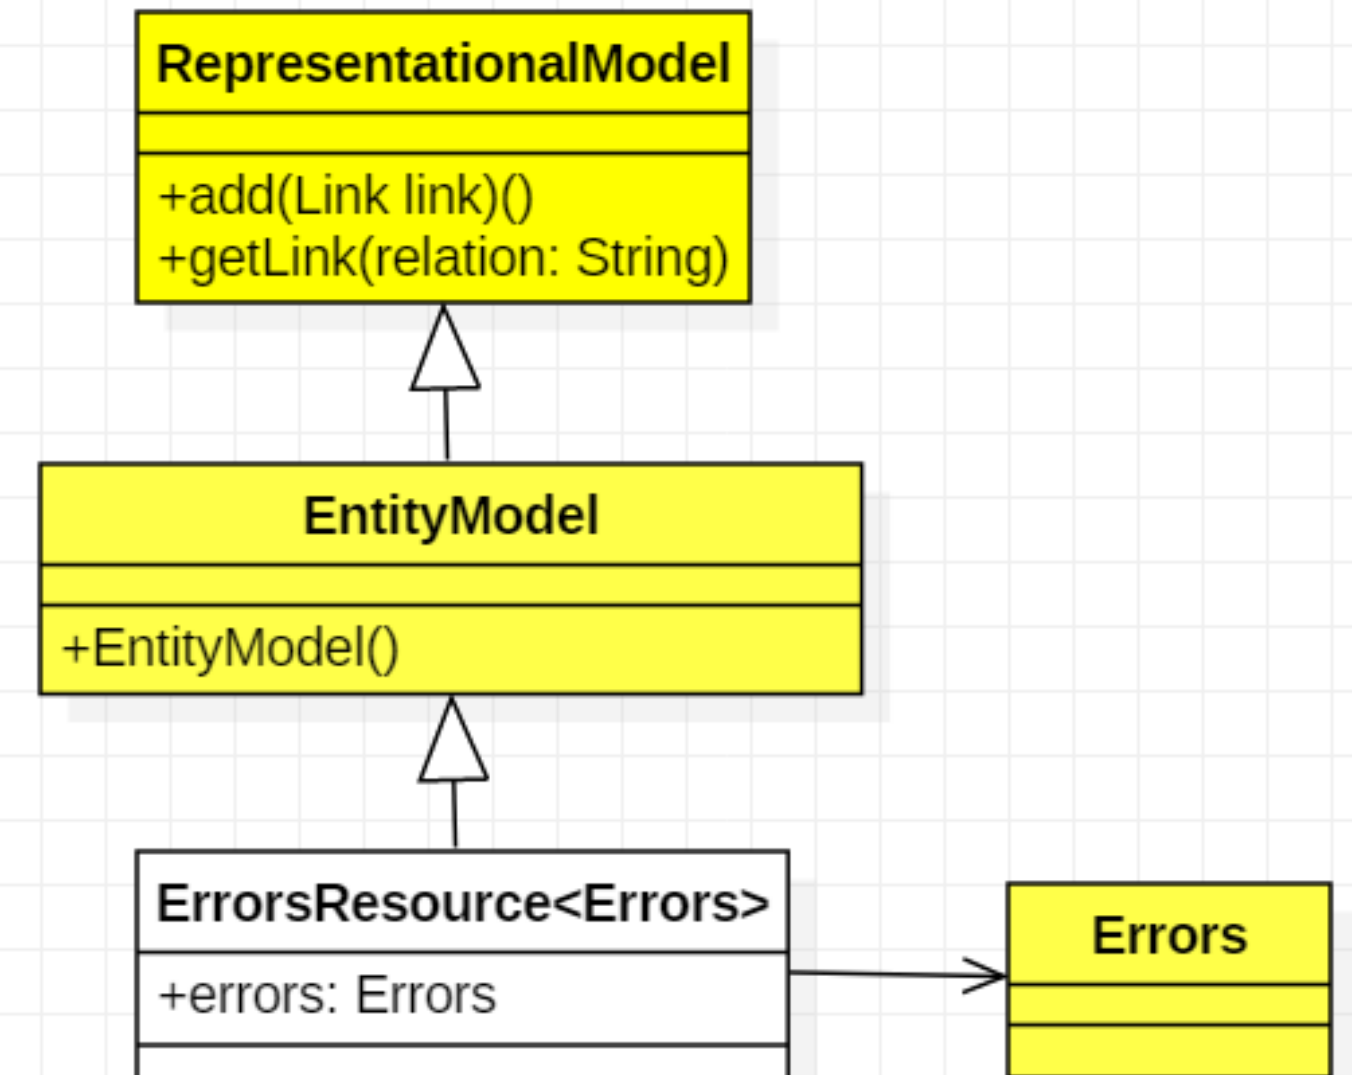 RepresentationalModel
+add(Link link)()
+getLink(relation: String)
EntityModel
+EntityModel()
ErrorsResource<Errors>
+errors: Errors
Errors